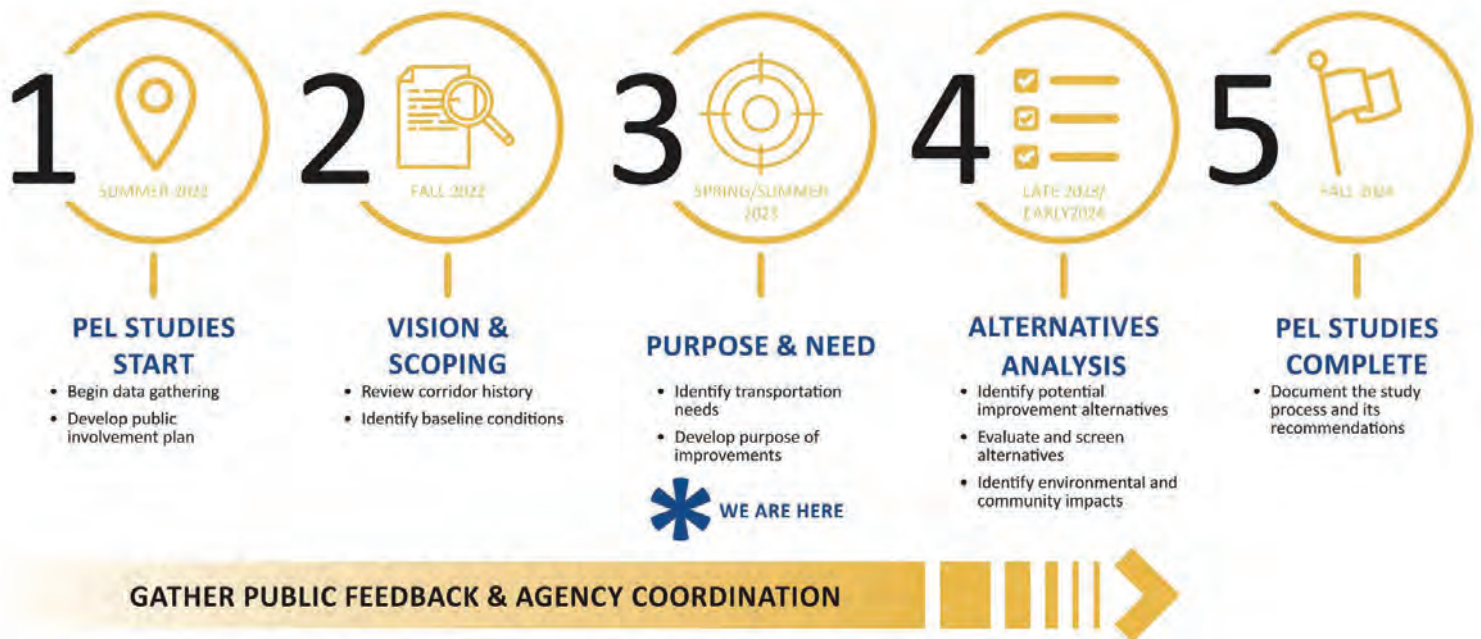 1
SUMMER 2022
PEL STUDIES
START
• Begin data gathering
• Develop public
involvement plan
2
FALL 2022
VISION &
SCOPING
• Review corridor history
• Identify baseline conditions
3
SPRING/SUMMER
2023
PURPOSE & NEED
• Identify transportation
needs
• Develop purpose of
improvements
WE ARE HERE
4
LATE 2023/
EARLY2024
ALTERNATIVES
ANALYSIS
• Identify potential
improvement alternatives
• Evaluate and screen
alternatives
• Identify environmental and
community impacts
5
FALL 2024
PEL STUDIES
COMPLETE
• Document the study
process and its
recommendations
GATHER PUBLIC FEEDBACK & AGENCY COORDINATION